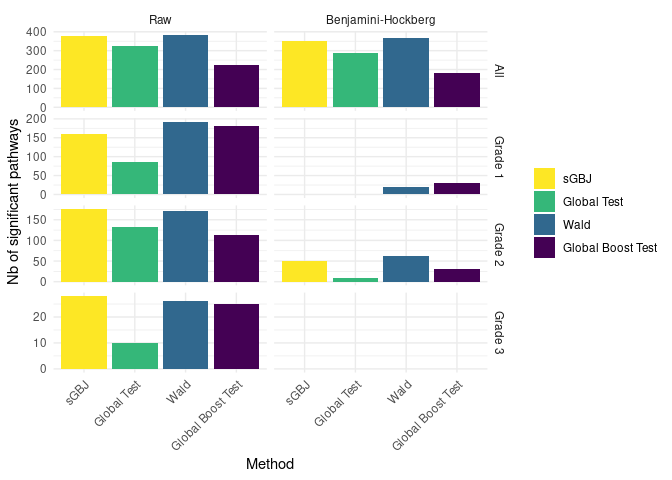 Raw
Benjamini-Hockberg
400
300
200
100
0
All
200
150
100
50
0
Grade 1
150
100
50
0
Grade 2
20
10
0
Grade 3
Nb of significant pathways
sGBJ
Global Test
Wald
Global Boost Test
sGBJ
Global Test
Wald
Global Boost Test
Method
sGBJ
Global Test
Wald
Global Boost Test